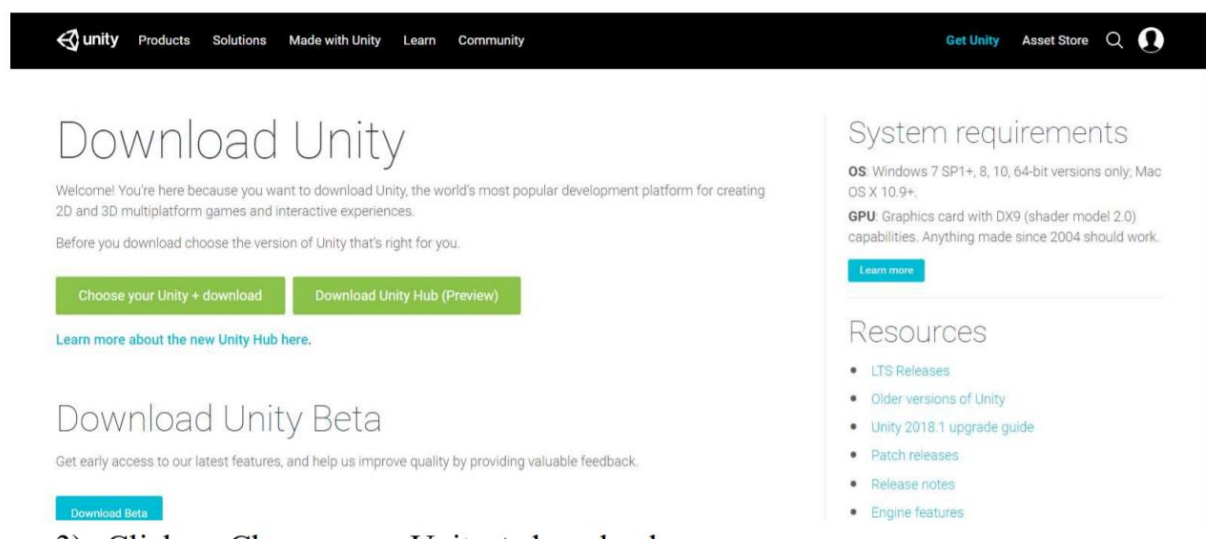 unity Products Solutions Made with Unity Learn Community Get Unity Asset Store
Download Unity
Welcome! You're here because you want to download Unity, the world's most popular development platform for creating
2D and 3D multiplatform games and interactive experiences.
Before you download choose the version of Unity that's right for you.
Choose your Unity + download Download Unity Hub (Preview)
Learn more about the new Unity Hub here.
Download Unity Beta
Get early access to our latest features, and help us improve quality by providing valuable feedback.
Download Beta
System requirements
OS: Windows 7 SP1+, 8, 10, 64-bit versions only; Mac
OS X 10.9+.
GPU: Graphics card with DX9 (shader model 2.0)
capabilities. Anything made since 2004 should work.
Learn more
Resources
LTS Releases
Older versions of Unity
Unity 2018.1 upgrade guide
Patch releases
Release notes
Engine features